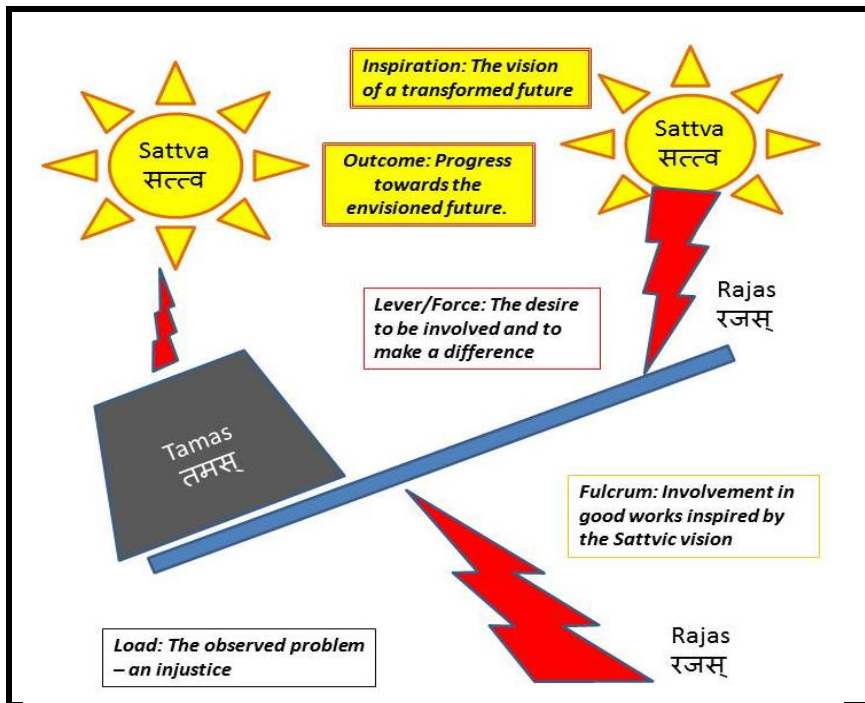 Sattva
सत्त्व
Inspiration: The vision
of a transformed future
Sattva
सत्त्व
Outcome: Progress
towards the
envisioned future.
Lever/Force: The desire
to be involved and to
make a difference
Rajas
रजस्
Tamas
तमस्
Fulcrum: Involvement in
good works inspired by
the Sattvic vision
Load: The observed problem
– an injustice
Rajas
रजस्